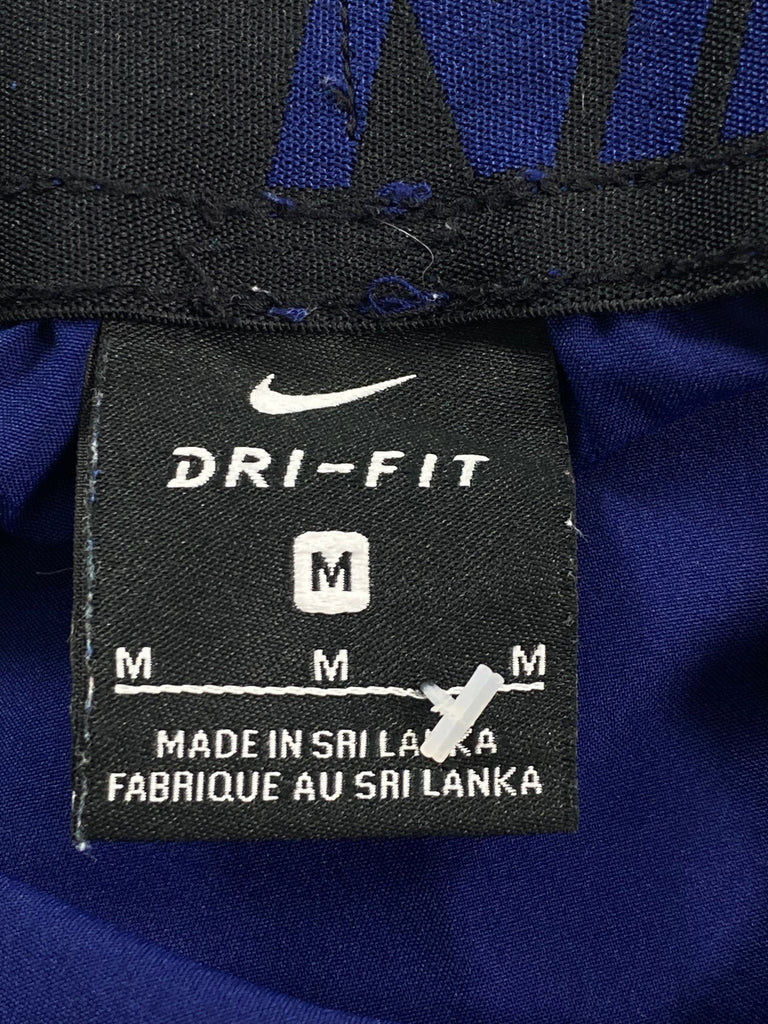 DRI-FIT
M
M M M
MADE IN SRI LANKA
FABRIQUE AU SRI LANKA